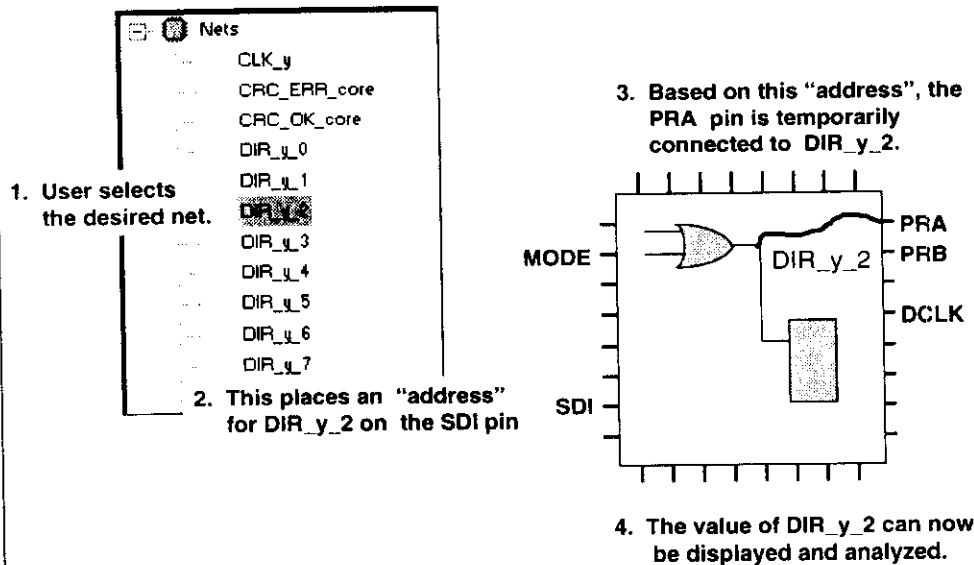 Nets
CLK_y
CRC_ERR_core
CRC_OK_core
DIR_y_0
DIR_y_1
DIR_y_2
DIR_y_3
DIR_y_4
DIR_y_5
DIR_y_6
DIR_y_7
1. User selects
the desired net.
2. This places an “address”
for DIR_y_2 on the SDI pin
3. Based on this “address”, the
PRA pin is temporarily
connected to DIR_y_2.
MODE
SDI
DIR_y_2
PRA
PRB
DCLK
4. The value of DIR_y_2 can now
be displayed and analyzed.